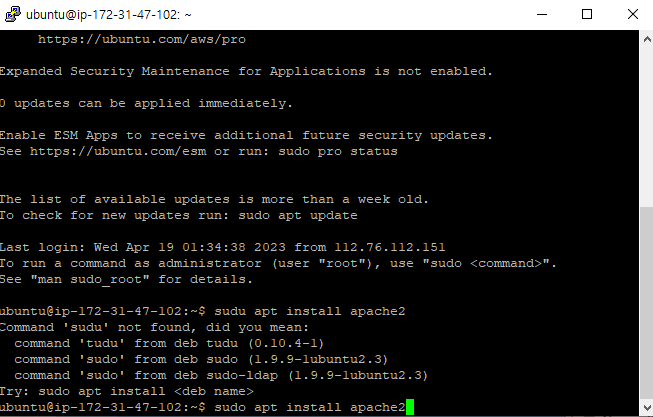 ubuntu@ip-172-31-47-102: ~
https://ubuntu.com/aws/pro
Expanded Security Maintenance for Applications is not enabled.
0 updates can be applied immediately.
Enable ESM Apps to receive additional future security updates.
See https://ubuntu.com/esm or run: sudo pro status
The list of available updates is more than a week old.
To check for new updates run: sudo apt update
Last login: Wed Apr 19 01:34:38 2023 from 112.76.112.151
To run a command as administrator (user "root"), use "sudo <command>".
See "man sudo_root" for details.
ubuntu@ip-172-31-47-102:~$ sudu apt install apache2
Command 'sudu' not found, did you mean:
command 'tudu' from deb tudu (0.10.4-1)
command 'sudo' from deb sudo (1.9.9-1ubuntu2.3)
command 'sudo' from deb sudo-ldap (1.9.9-1ubuntu2.3)
Try: sudo apt install <deb name>
ubuntu@ip-172-31-47-102:~$ sudo apt install apache2